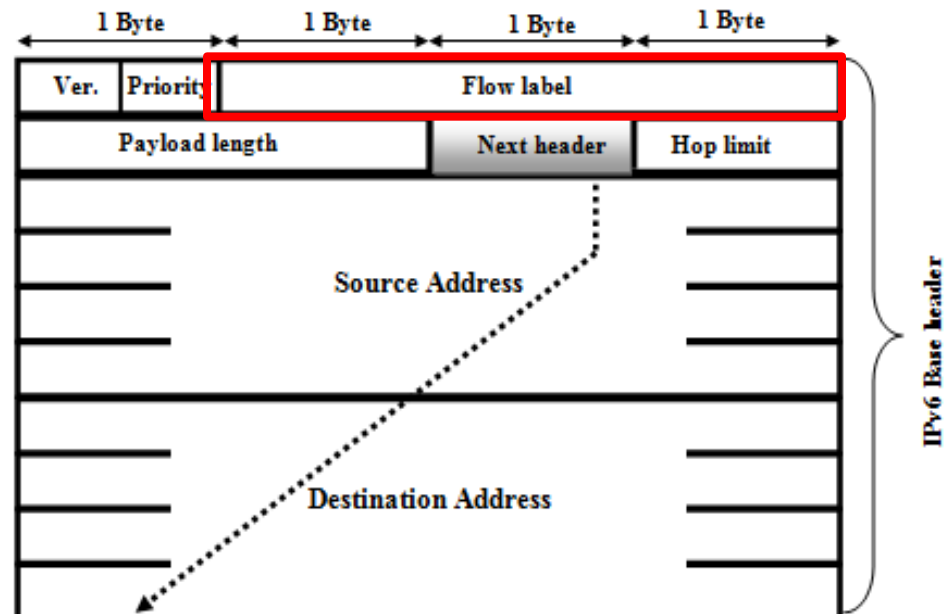 1 Byte 1 Byte 1 Byte 1 Byte
Ver. Priority Flow label
Payload length Next header Hop limit
Source Address
Destination Address
IPv6 Base header